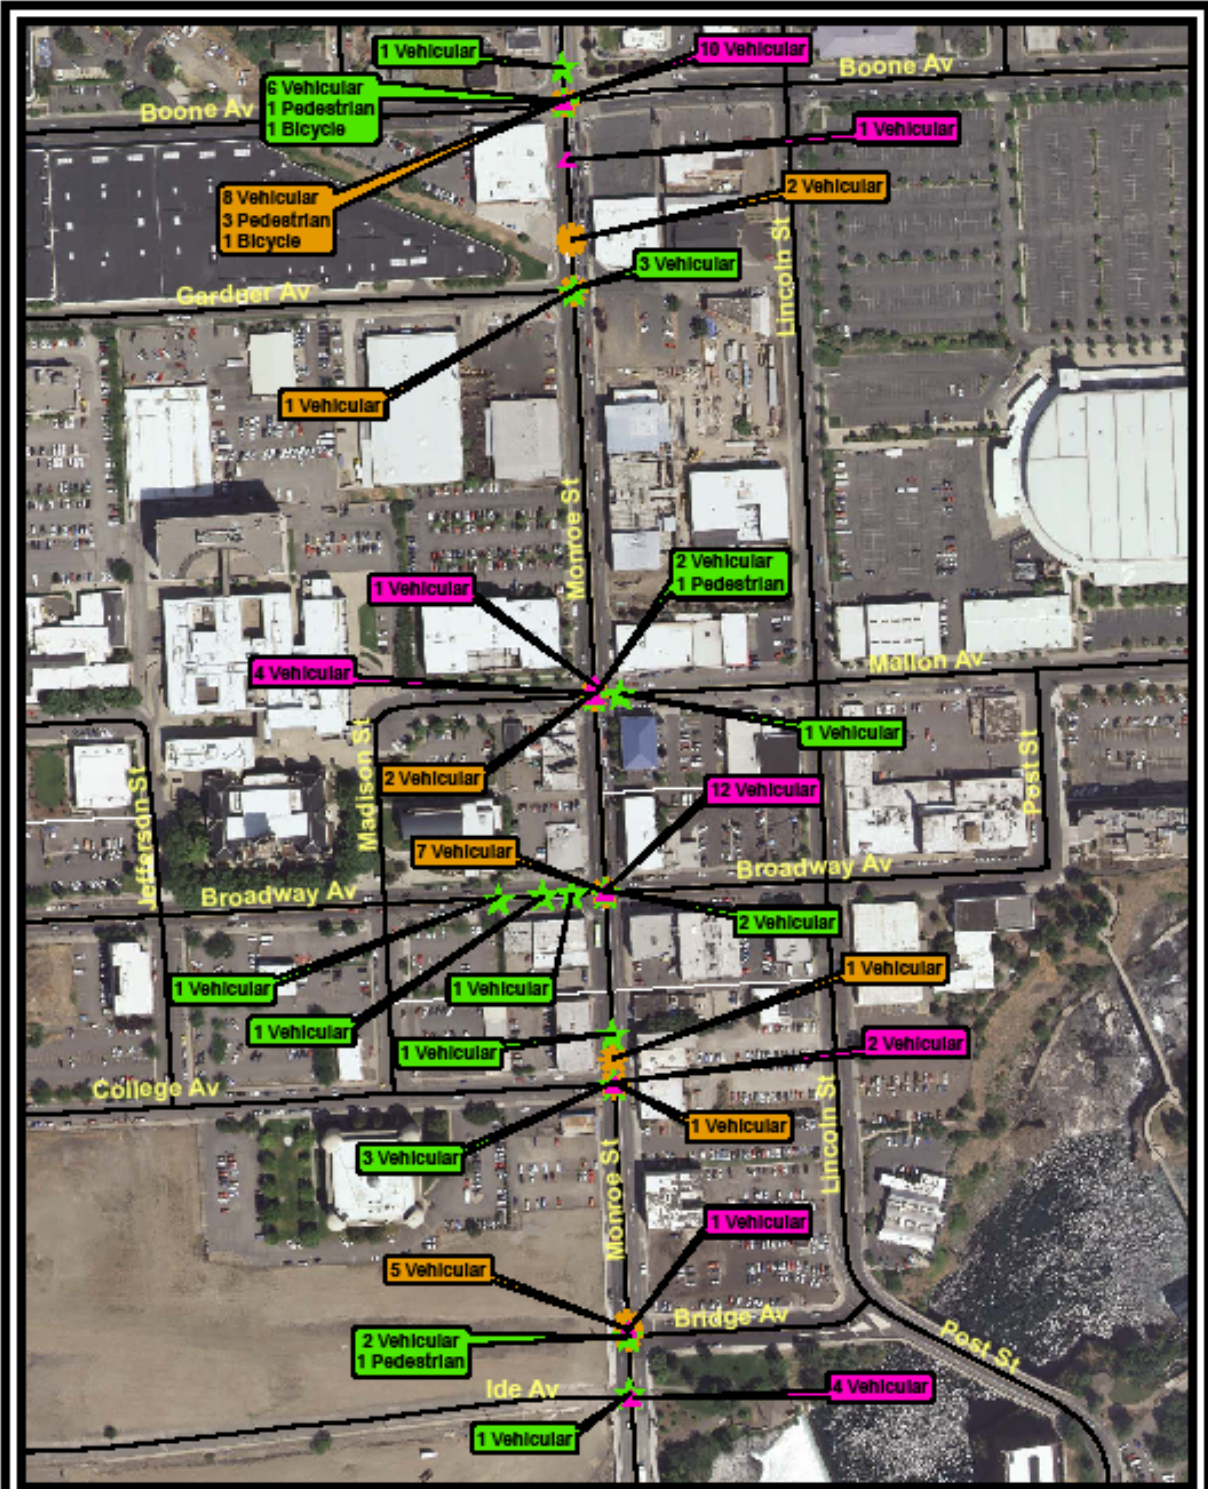 1 Vehicular
10 Vehicular
Boone Av
6 Vehicular
1 Pedestrian
1 Bicycle
Boone Av
1 Vehicular
8 Vehicular
3 Pedestrian
1 Bicycle
2 Vehicular
Lincoln St
3 Vehicular
Gardner Av
1 Vehicular
Monroe St
2 Vehicular
1 Pedestrian
1 Vehicular
4 Vehicular
Mallon Av
1 Vehicular
Madison St
Jefferson St
Post St
2 Vehicular
12 Vehicular
7 Vehicular
Broadway Av
Broadway Av
2 Vehicular
1 Vehicular
1 Vehicular
1 Vehicular
1 Vehicular
1 Vehicular
2 Vehicular
College Av
1 Vehicular
3 Vehicular
Lincoln St
Monroe St
1 Vehicular
5 Vehicular
Bridge Av
2 Vehicular
1 Pedestrian
Post St
Ide Av
4 Vehicular
1 Vehicular